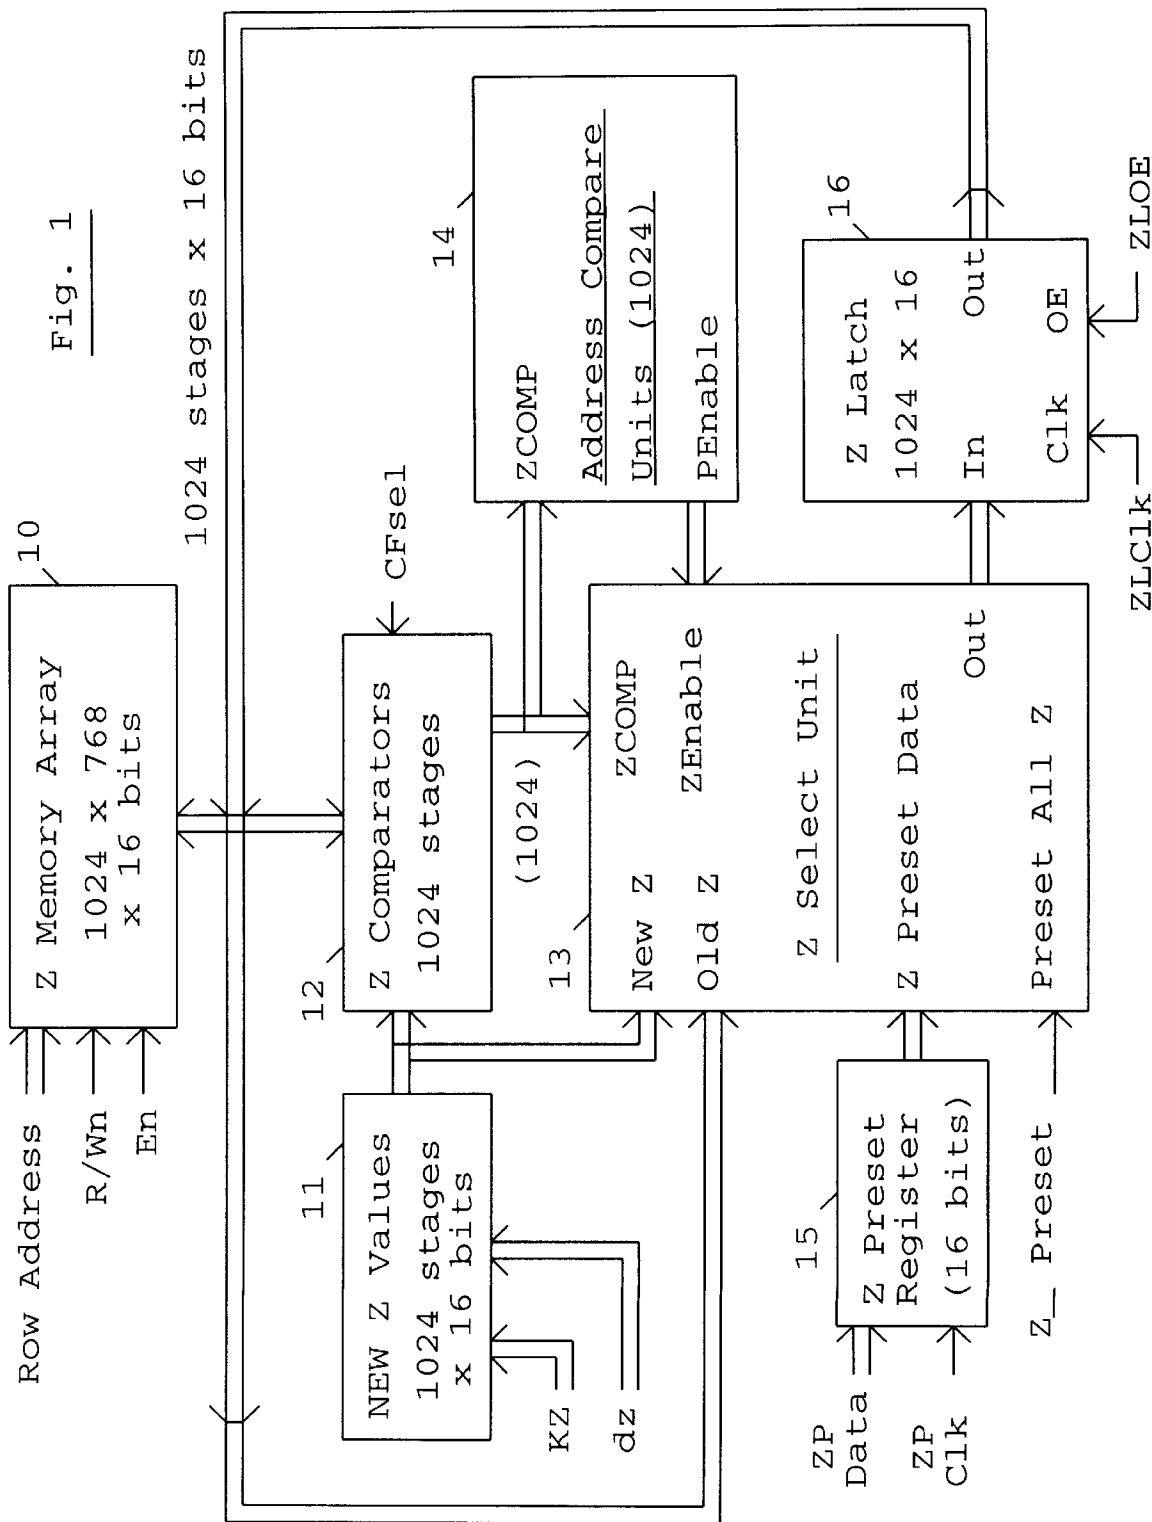 Fig. 1
1024 stages x 16 bits
10
Z Memory Array
1024 x 768
x 16 bits
Row Address
R/Wn
En
11
NEW Z Values
1024 stages
x 16 bits
KZ
dz
12
Z Comparators
1024 stages
CFsel
(1024)
14
ZCOMP
Address Compare
Units (1024)
PEnable
13
New Z
ZCOMP
Old Z
ZEnable
Z Select Unit
Z Preset Data
Out
Preset All Z
15
Z Preset
Register
(16 bits)
ZP
Data
ZP
Clk
Z_ Preset
16
Z Latch
1024 x 16
In
Out
Clk
OE
ZLClk
ZLOE